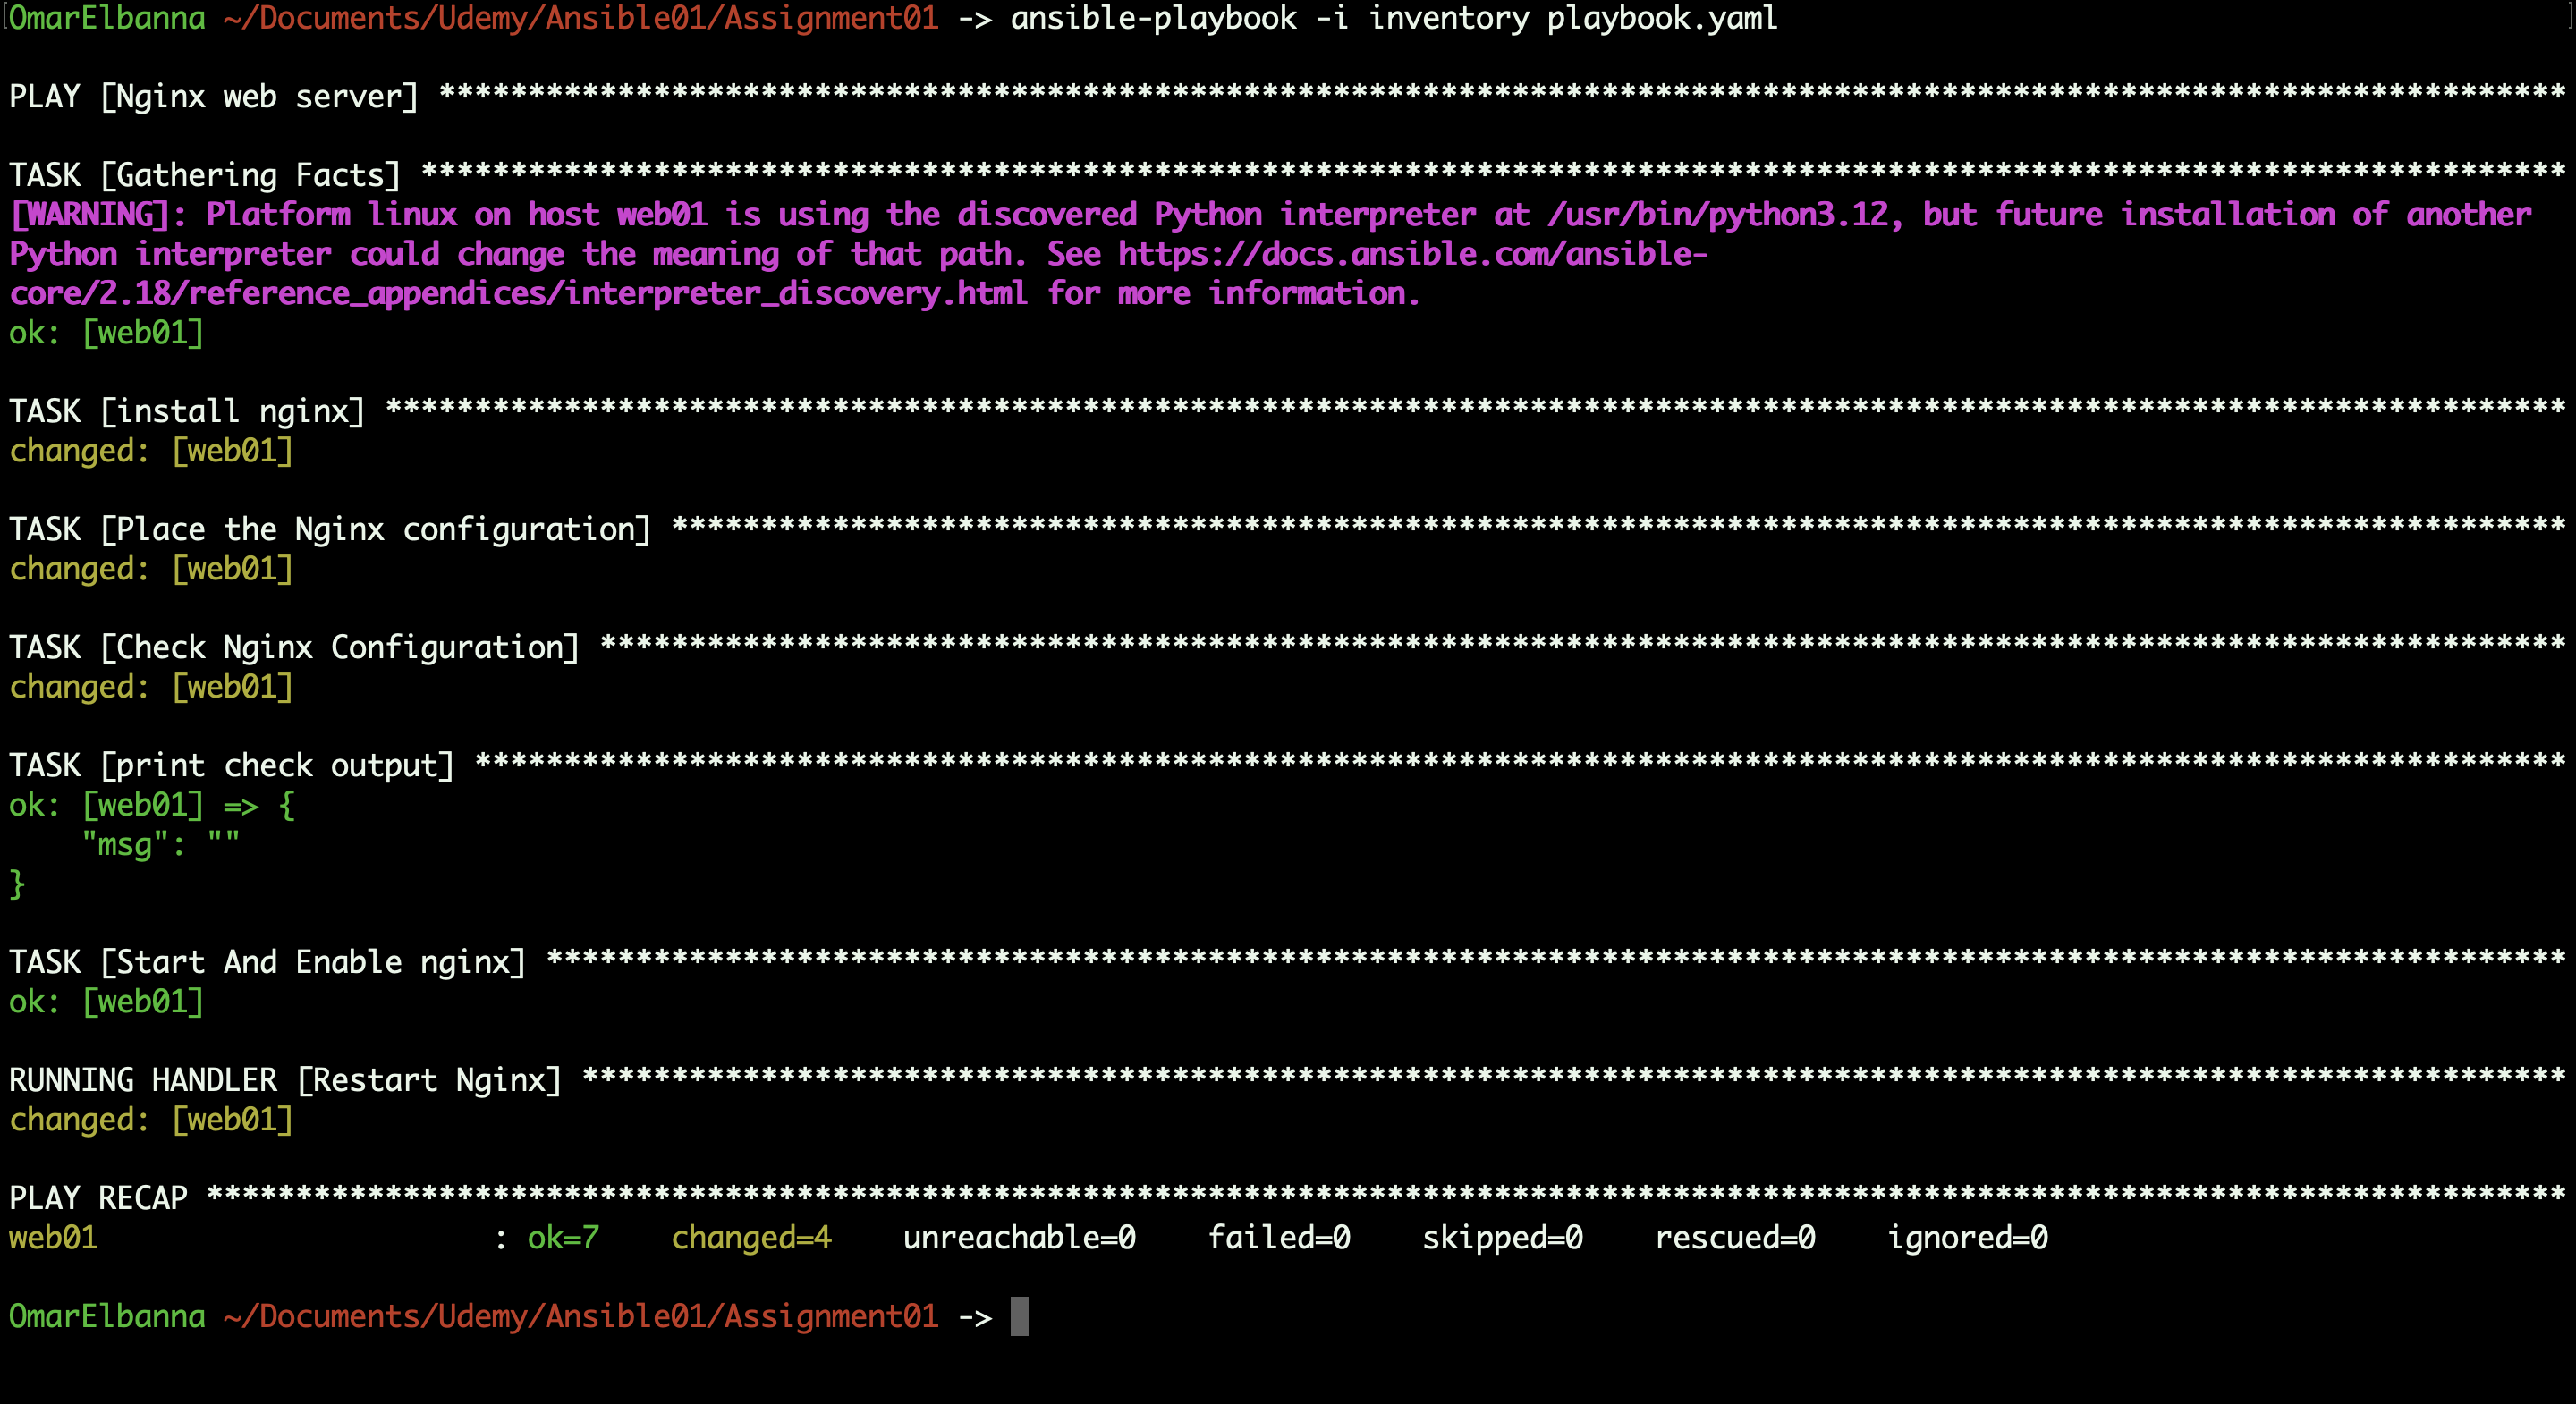 OmarElbanna ~/Documents/Udemy/Ansible01/Assignment01 -> ansible-playbook -i inventory playbook.yaml
PLAY [Nginx web server] ***********************************************************************************************************************
TASK [Gathering Facts] ************************************************************************************************************************
[WARNING]: Platform linux on host web01 is using the discovered Python interpreter at /usr/bin/python3.12, but future installation of another
Python interpreter could change the meaning of that path. See https://docs.ansible.com/ansible-
core/2.18/reference_appendices/interpreter_discovery.html for more information.
ok: [web01]
TASK [install nginx] **************************************************************************************************************************
changed: [web01]
TASK [Place the Nginx configuration] **********************************************************************************************************
changed: [web01]
TASK [Check Nginx Configuration] **************************************************************************************************************
changed: [web01]
TASK [print check output] *********************************************************************************************************************
ok: [web01] => {
    "msg": ""
}
TASK [Start And Enable nginx] *****************************************************************************************************************
ok: [web01]
RUNNING HANDLER [Restart Nginx] ***************************************************************************************************************
changed: [web01]
PLAY RECAP ************************************************************************************************************************************
web01                      : ok=7    changed=4    unreachable=0    failed=0    skipped=0    rescued=0    ignored=0
OmarElbanna ~/Documents/Udemy/Ansible01/Assignment01 ->